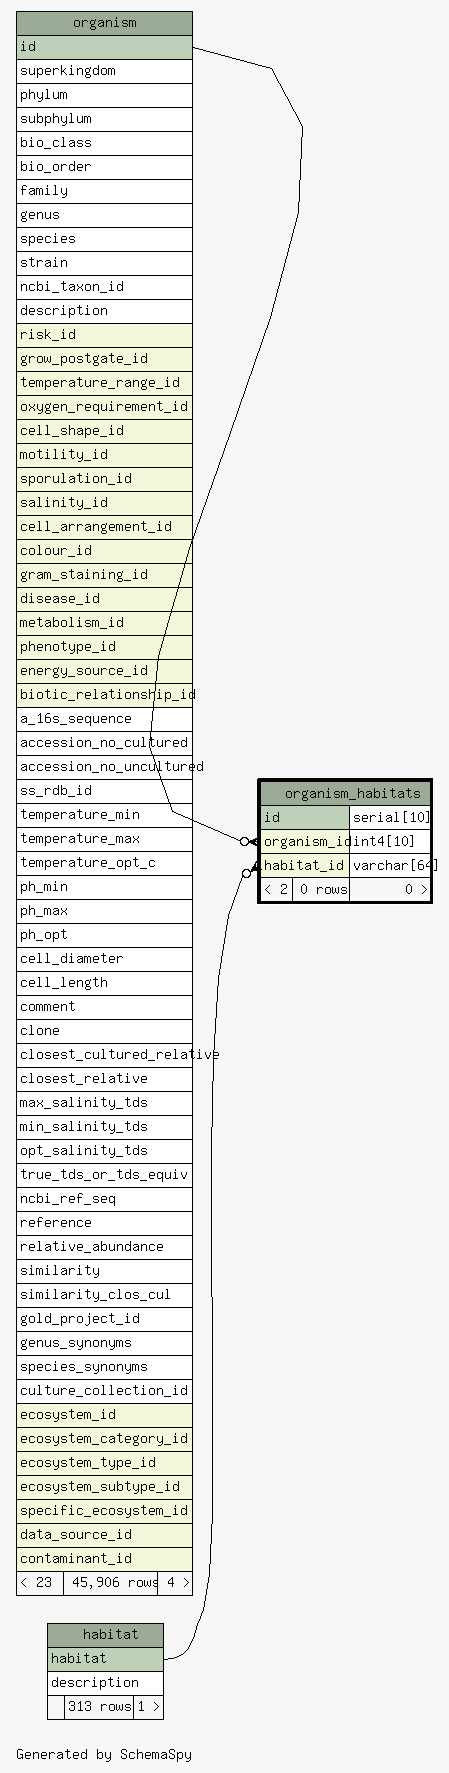 organism
id
superkingdom
phylum
subphylum
bio_class
bio_order
family
genus
species
strain
ncbi_taxon_id
description
risk_id
grow_postgate_id
temperature_range_id
oxygen_requirement_id
cell_shape_id
motility_id
sporulation_id
salinity_id
cell_arrangement_id
colour_id
gram_staining_id
disease_id
metabolism_id
phenotype_id
energy_source_id
biotic_relationship_id
a_16s_sequence
accession_no_cultured
accession_no_uncultured
ss_rdb_id
temperature_min
temperature_max
temperature_opt_c
ph_min
ph_max
ph_opt
cell_diameter
cell_length
comment
clone
closest_cultured_relative
closest_relative
max_salinity_tds
min_salinity_tds
opt_salinity_tds
true_tds_or_tds_equiv
ncbi_ref_seq
reference
relative_abundance
similarity
similarity_clos_cul
gold_project_id
genus_synonyms
species_synonyms
culture_collection_id
ecosystem_id
ecosystem_category_id
ecosystem_type_id
ecosystem_subtype_id
specific_ecosystem_id
data_source_id
contaminant_id
< 23 45,906 rows 4 >
organism_habitats
id serial[10]
organism_id int4[10]
habitat_id varchar[64]
< 2 0 rows 0 >
habitat
habitat
description
313 rows 1 >
Generated by SchemaSpy